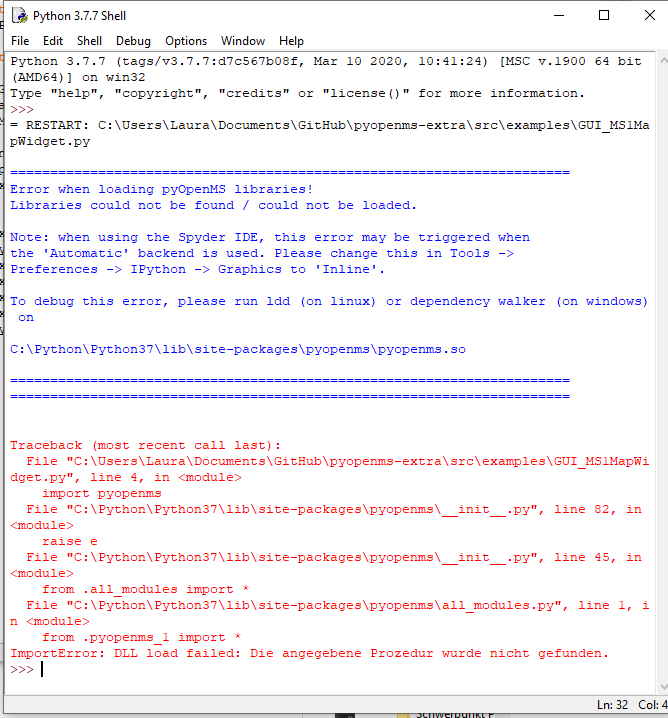 Python 3.7.7 Shell
File Edit Shell Debug Options Window Help
Python 3.7.7 (tags/v3.7.7:d7c567b08f, Mar 10 2020, 10:41:24) [MSC v.1900 64 bit
(AMD64)] on win32
Type "help", "copyright", "credits" or "license()" for more information.
>>>
= RESTART: C:\Users\Laura\Documents\GitHub\pyopenms-extra\src\examples\GUI_MS1Ma
pWidget.py
======================================================================
Error when loading pyOpenMS libraries!
Libraries could not be found / could not be loaded.
Note: when using the Spyder IDE, this error may be triggered when
the 'Automatic' backend is used. Please change this in Tools ->
Preferences -> IPython -> Graphics to 'Inline'.
To debug this error, please run ldd (on linux) or dependency walker (on windows)
on
C:\Python\Python37\lib\site-packages\pyopenms\pyopenms.so
======================================================================
======================================================================
Traceback (most recent call last):
File "C:\Users\Laura\Documents\GitHub\pyopenms-extra\src\examples\GUI_MS1MapWi
dget.py", line 4, in <module>
import pyopenms
File "C:\Python\Python37\lib\site-packages\pyopenms\__init__.py", line 82, in
<module>
raise e
File "C:\Python\Python37\lib\site-packages\pyopenms\__init__.py", line 45, in
<module>
from .all_modules import *
File "C:\Python\Python37\lib\site-packages\pyopenms\all_modules.py", line 1, i
n <module>
from .pyopenms_1 import *
ImportError: DLL load failed: Die angegebene Prozedur wurde nicht gefunden.
>>>
Ln: 32 Col: 4